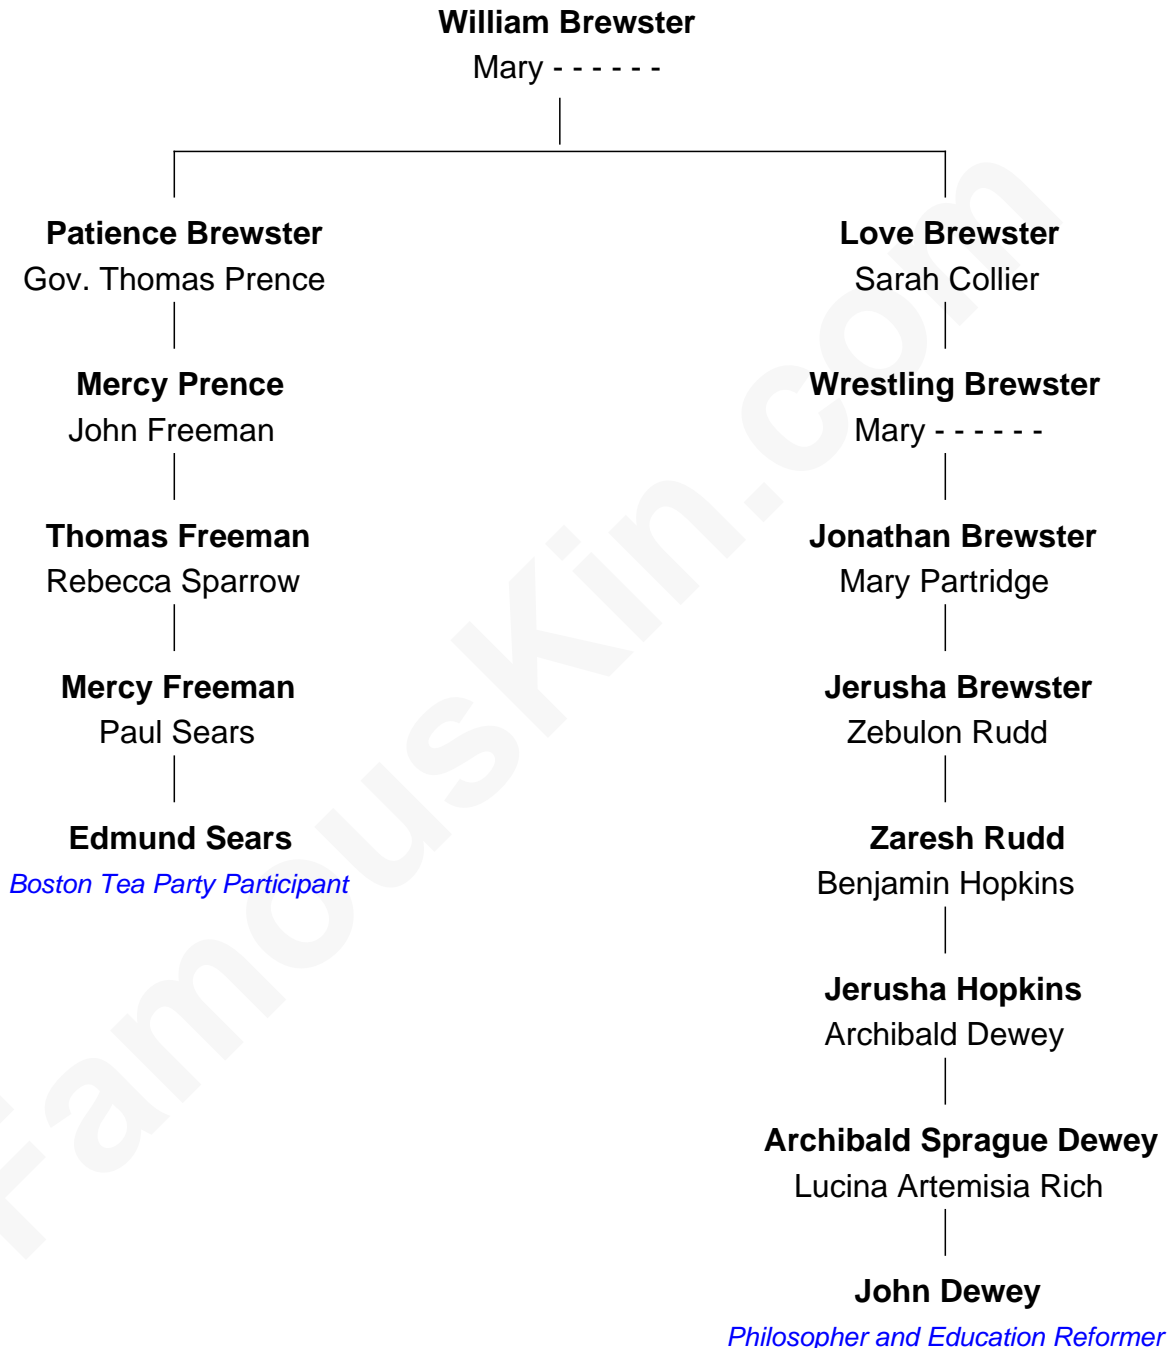 William Brewster
Mary - - - - - -
Patience Brewster
Gov. Thomas Prence
Love Brewster
Sarah Collier
Mercy Prence
John Freeman
Wrestling Brewster
Mary - - - - - -
Thomas Freeman
Rebecca Sparrow
Jonathan Brewster
Mary Partridge
Mercy Freeman
Paul Sears
Jerusha Brewster
Zebulon Rudd
Edmund Sears
Boston Tea Party Participant
Zaresh Rudd
Benjamin Hopkins
Jerusha Hopkins
Archibald Dewey
Archibald Sprague Dewey
Lucina Artemisia Rich
John Dewey
Philosopher and Education Reformer
FamousKin.com